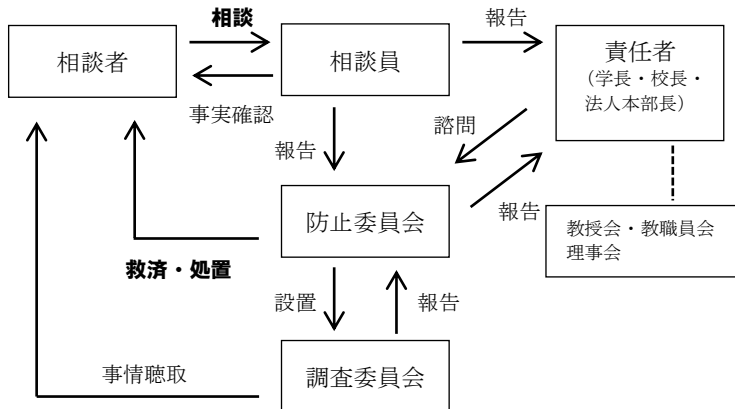 相談
報告
相談者
相談員
責任者
（学長・校長・
法人本部長）
事実確認
諮問
報告
防止委員会
報告
教授会・教職員会
理事会
救済・処置
設置
報告
事情聴取
調査委員会